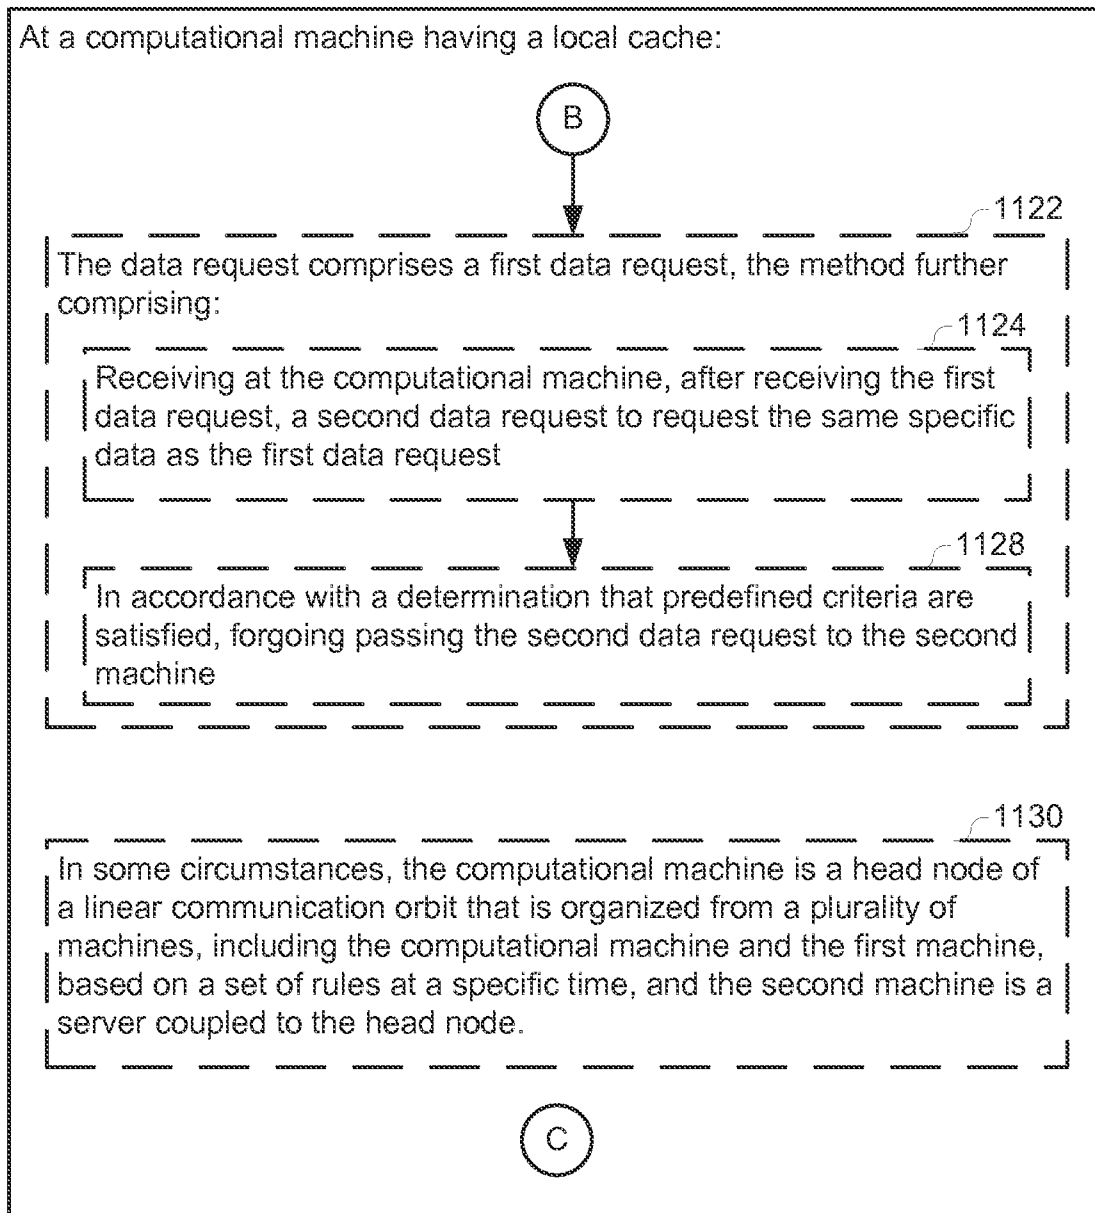 At a computational machine having a local cache:
B
1122
The data request comprises a first data request, the method further
comprising:
1124
Receiving at the computational machine, after receiving the first
data request, a second data request to request the same specific
data as the first data request
1128
In accordance with a determination that predefined criteria are
satisfied, forgoing passing the second data request to the second
machine
1130
In some circumstances, the computational machine is a head node of
a linear communication orbit that is organized from a plurality of
machines, including the computational machine and the first machine,
based on a set of rules at a specific time, and the second machine is a
server coupled to the head node.
C